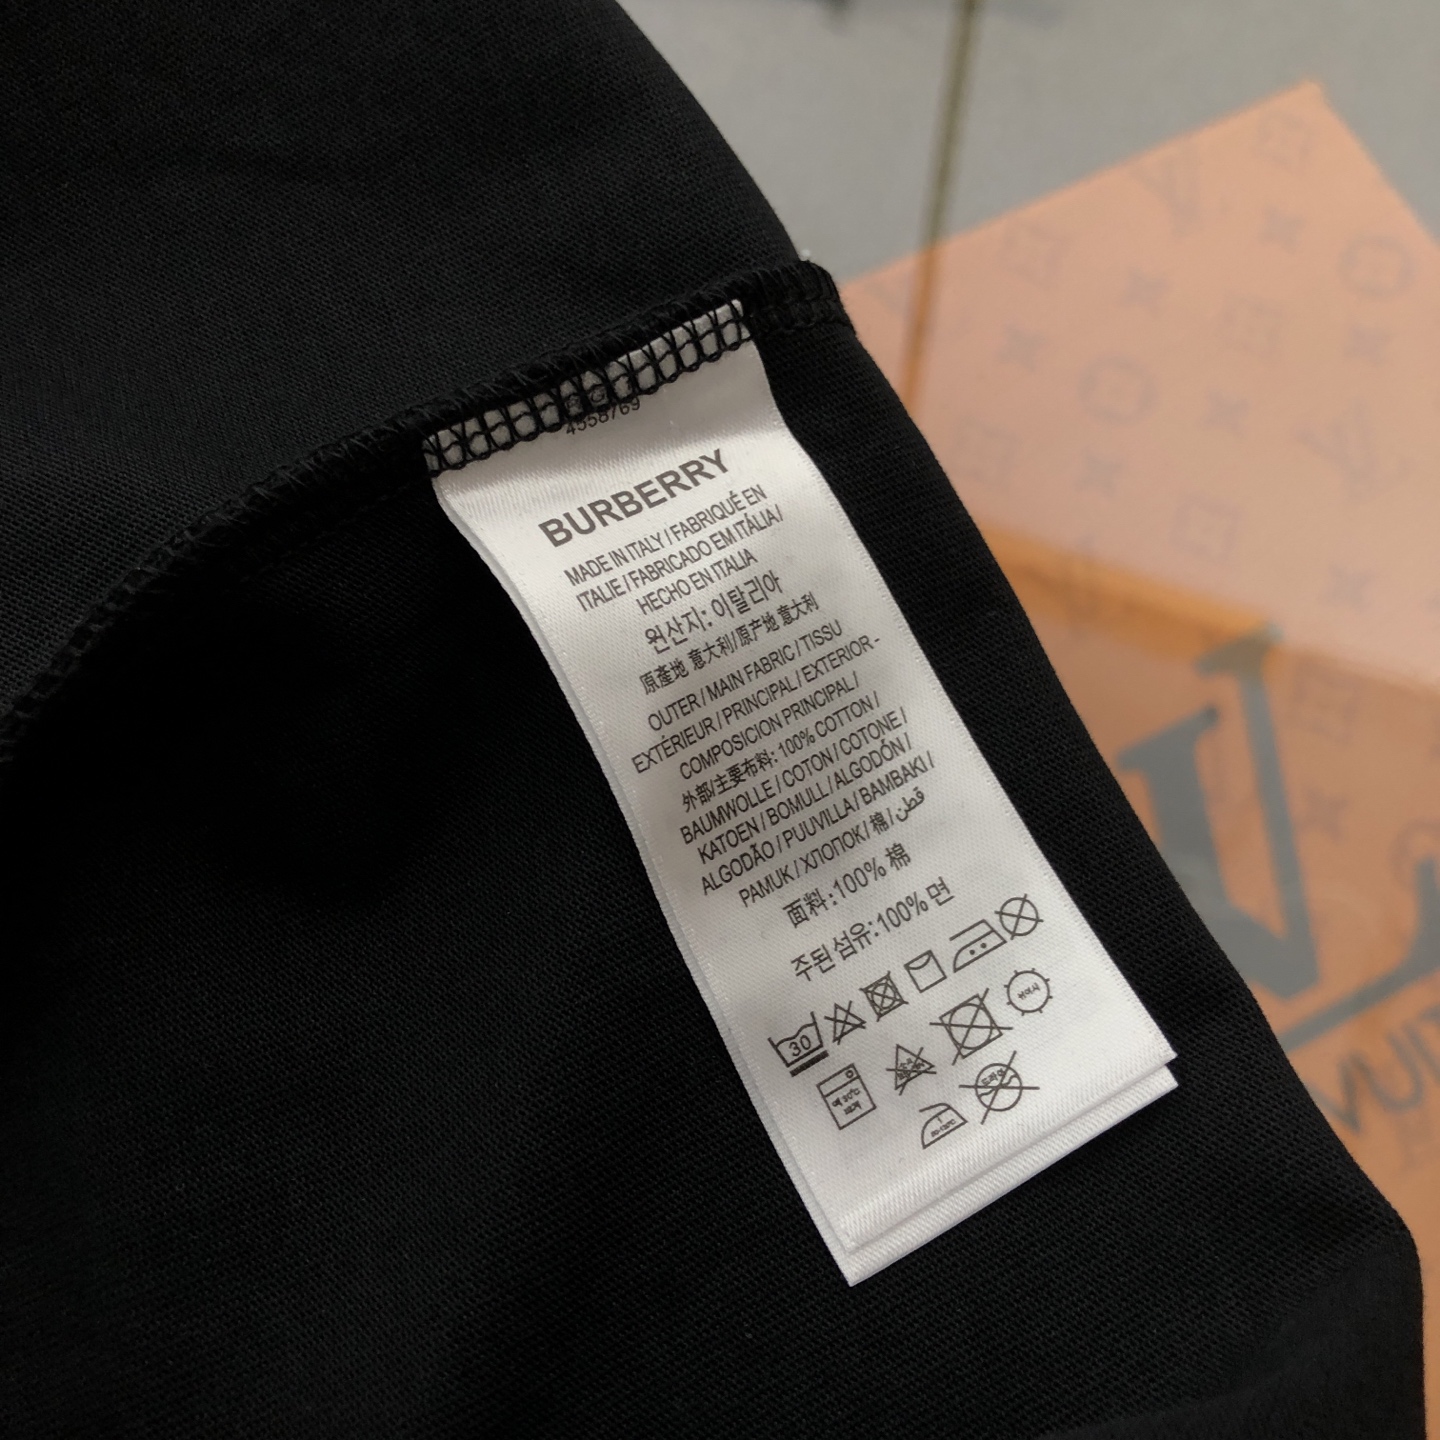 4558769
BURBERRY
MADE IN ITALY / FABRIQUÉ EN
ITALIE / FABRICADO EM ITÁLIA /
HECHO EN ITALIA
원산지: 이탈리아
原產地 意大利/原产地 意大利
OUTER / MAIN FABRIC / TISSU
EXTÉRIEUR / PRINCIPAL / EXTERIOR -
COMPOSICION PRINCIPAL /
外部/主要布料: 100% COTTON /
BAUMWOLLE / COTON / COTONE /
KATOEN / BOMULL / ALGODÓN /
ALGODÃO / PUUVILLA / BAMBAKI /
PAMUK / ХЛОПОК / 棉 / قطن
面料:100% 棉
주된 섬유:100% 면
30
LV